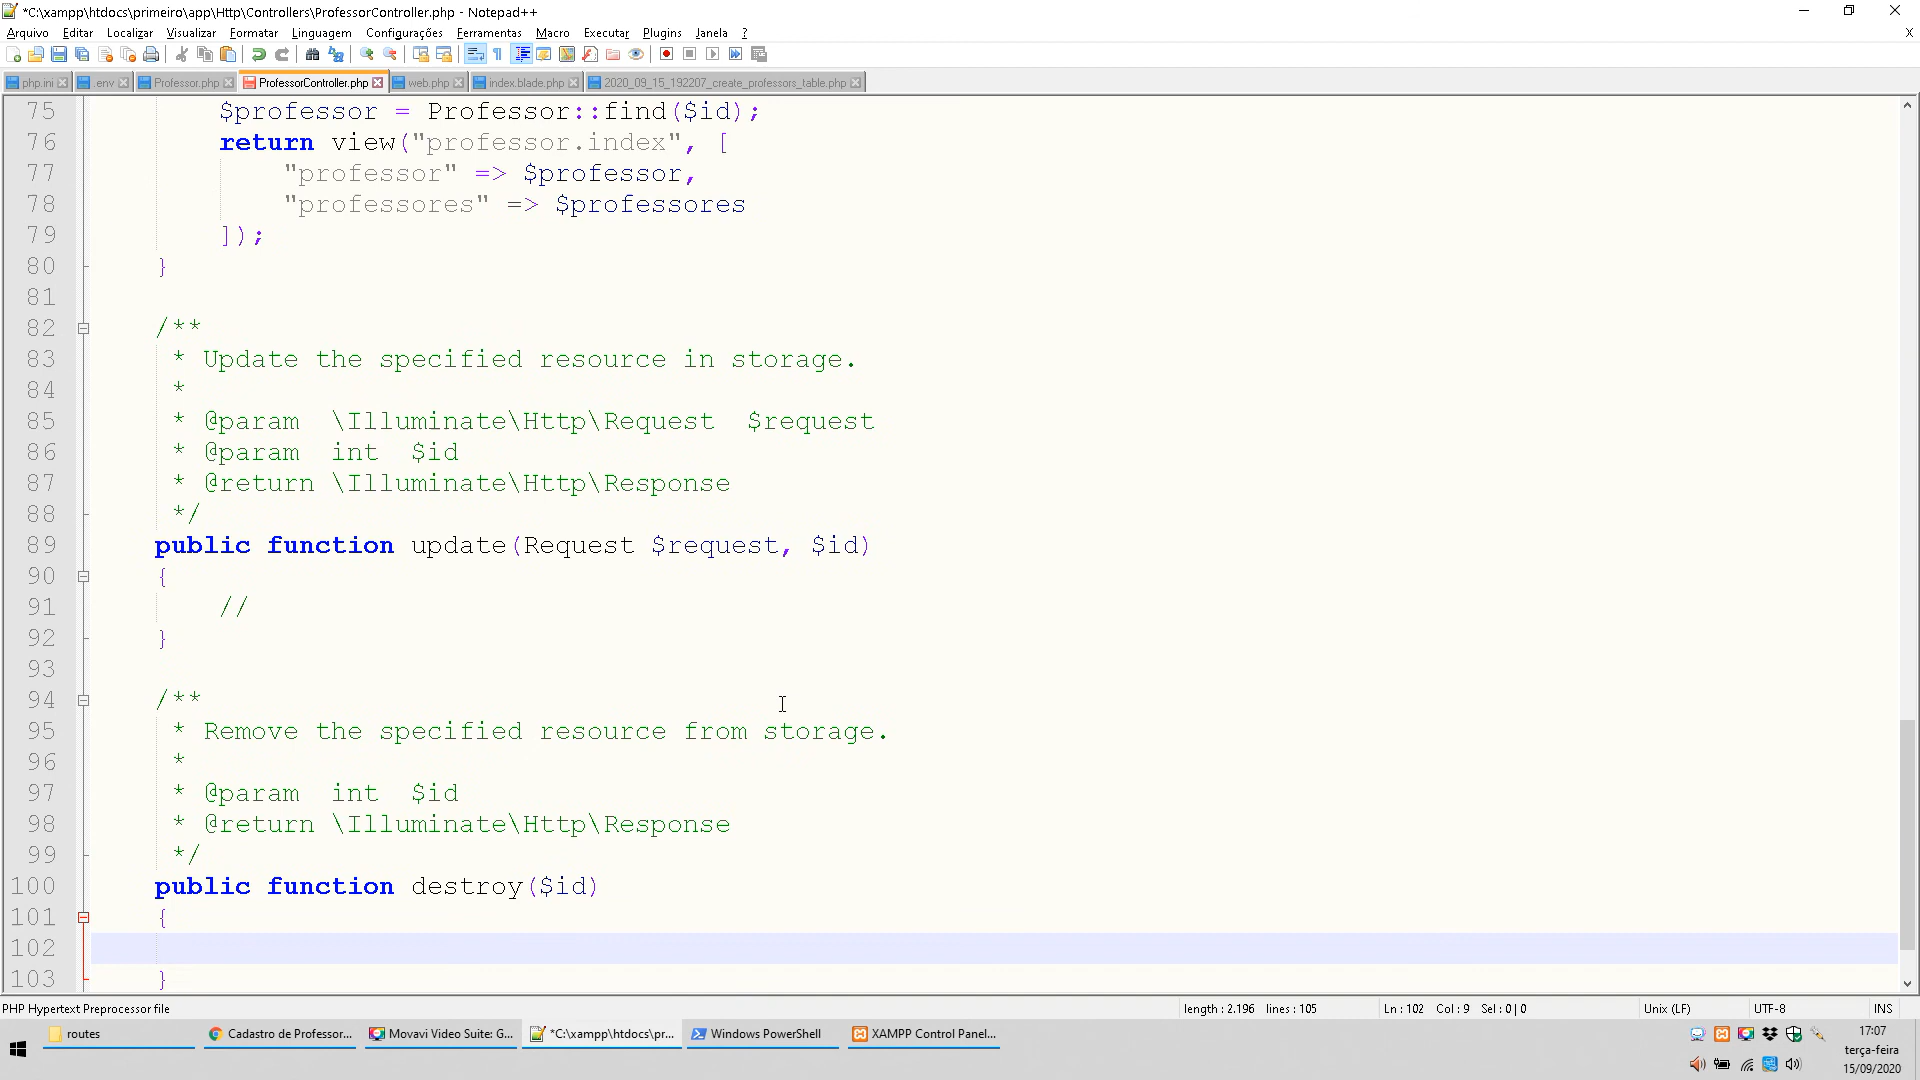 *C:\xampp\htdocs\primeiro\app\Http\Controllers\ProfessorController.php - Notepad++
Arquivo Editar Localizar Visualizar Formatar Linguagem Configurações Ferramentas Macro Executar Plugins Janela ? X
php.ini .env Professor.php ProfessorController.php web.php index.blade.php 2020_09_15_192207_create_professors_table.php
75 $professor = Professor::find($id);
76 return view("professor.index", [
77 "professor" => $professor,
78 "professores" => $professores
79 ]);
80 }
81
82 /**
83 * Update the specified resource in storage.
84 *
85 * @param  \Illuminate\Http\Request  $request
86 * @param  int  $id
87 * @return \Illuminate\Http\Response
88 */
89 public function update(Request $request, $id)
90 {
91 //
92 }
93
94 /**
95 * Remove the specified resource from storage.
96 *
97 * @param  int  $id
98 * @return \Illuminate\Http\Response
99 */
100 public function destroy($id)
101 {
102
103 }
PHP Hypertext Preprocessor file length : 2.196 lines : 105 Ln : 102 Col : 9 Sel : 0 | 0 Unix (LF) UTF-8 INS
routes Cadastro de Professor... Movavi Video Suite: G... *C:\xampp\htdocs\pr... Windows PowerShell XAMPP Control Panel...
17:07
terça-feira
15/09/2020